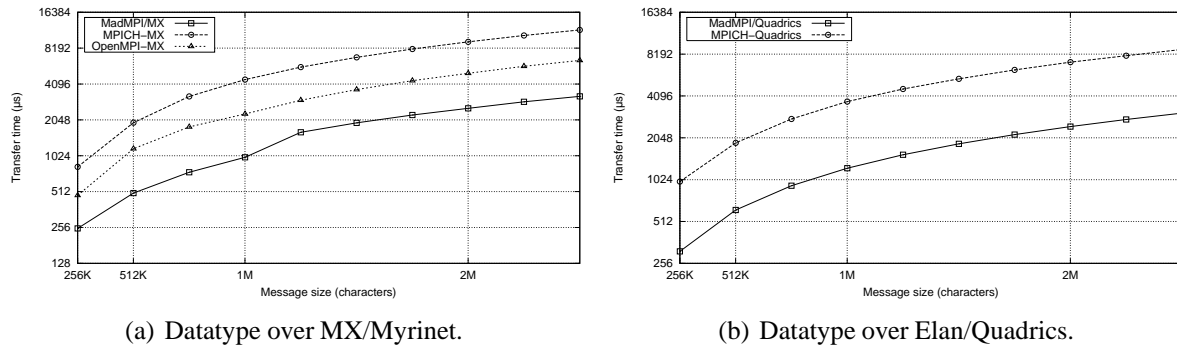 16384
8192
4096
2048
1024
512
256
128
Transfer time (µs)
MadMPI/MX
MPICH-MX
OpenMPI-MX
256K
512K
1M
2M
Message size (characters)
(a) Datatype over MX/Myrinet.
16384
8192
4096
2048
1024
512
256
Transfer time (µs)
MadMPI/Quadrics
MPICH-Quadrics
256K
512K
1M
2M
Message size (characters)
(b) Datatype over Elan/Quadrics.